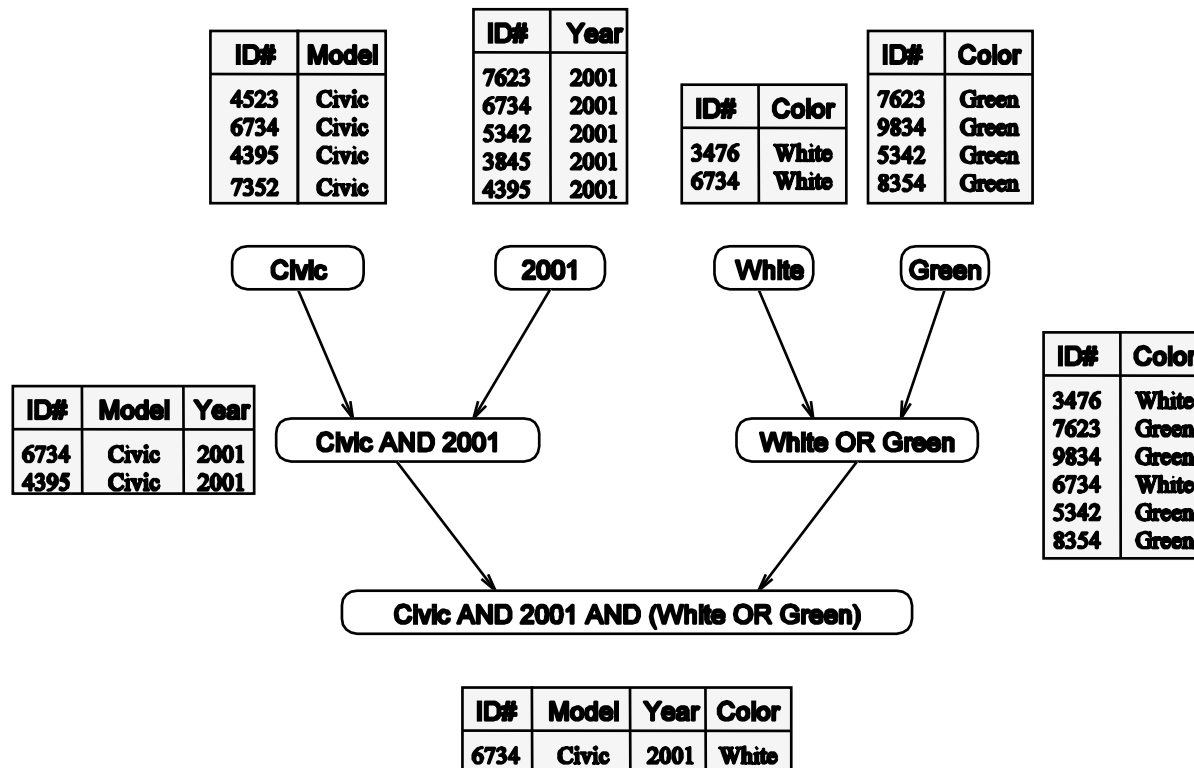 ID# Model
4523 Civic
6734 Civic
4395 Civic
7352 Civic
ID# Year
7623 2001
6734 2001
5342 2001
3845 2001
4395 2001
ID# Color
3476 White
6734 White
ID# Color
7623 Green
9834 Green
5342 Green
8354 Green
Civic
2001
White
Green
ID# Model Year
6734 Civic 2001
4395 Civic 2001
Civic AND 2001
White OR Green
ID# Color
3476 White
7623 Green
9834 Green
6734 White
5342 Green
8354 Green
Civic AND 2001 AND (White OR Green)
ID# Model Year Color
6734 Civic 2001 White